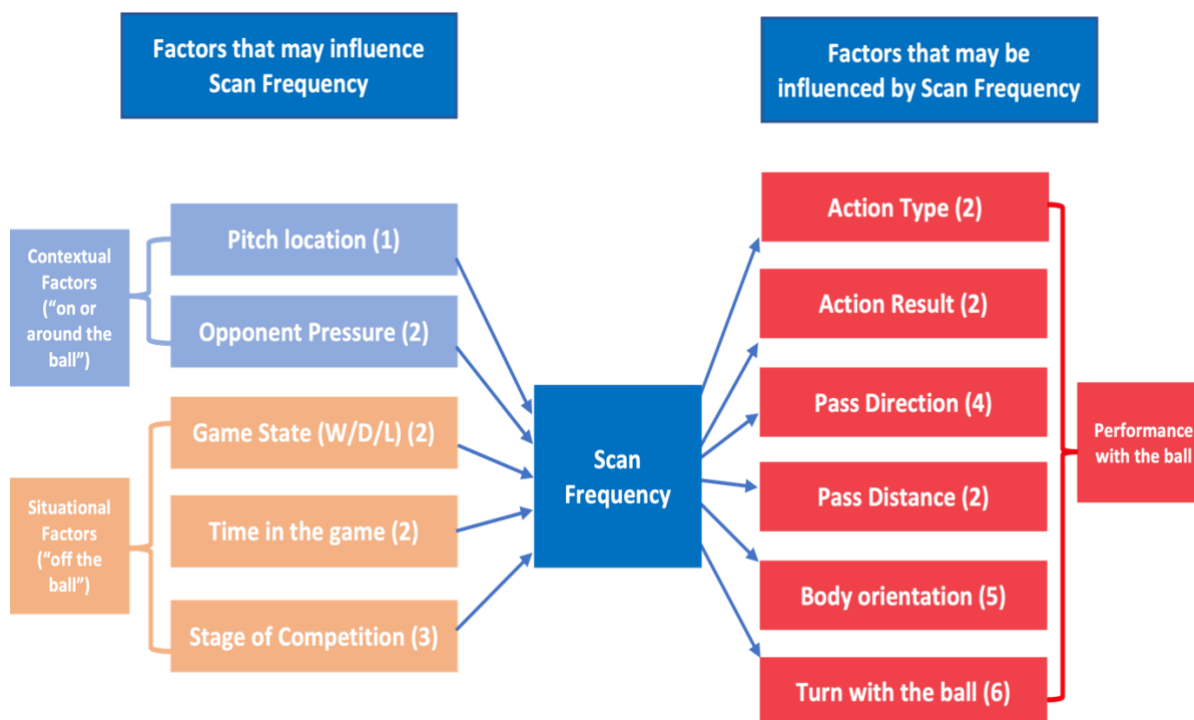 Factors that may influence
Scan Frequency
Factors that may be
influenced by Scan Frequency
Contextual
Factors
(“on or
around the
ball”)
Pitch location (1)
Opponent Pressure (2)
Situational
Factors
(“off the
ball”)
Game State (W/D/L) (2)
Time in the game (2)
Stage of Competition (3)
Scan
Frequency
Action Type (2)
Action Result (2)
Pass Direction (4)
Pass Distance (2)
Body orientation (5)
Turn with the ball (6)
Performance
with the ball